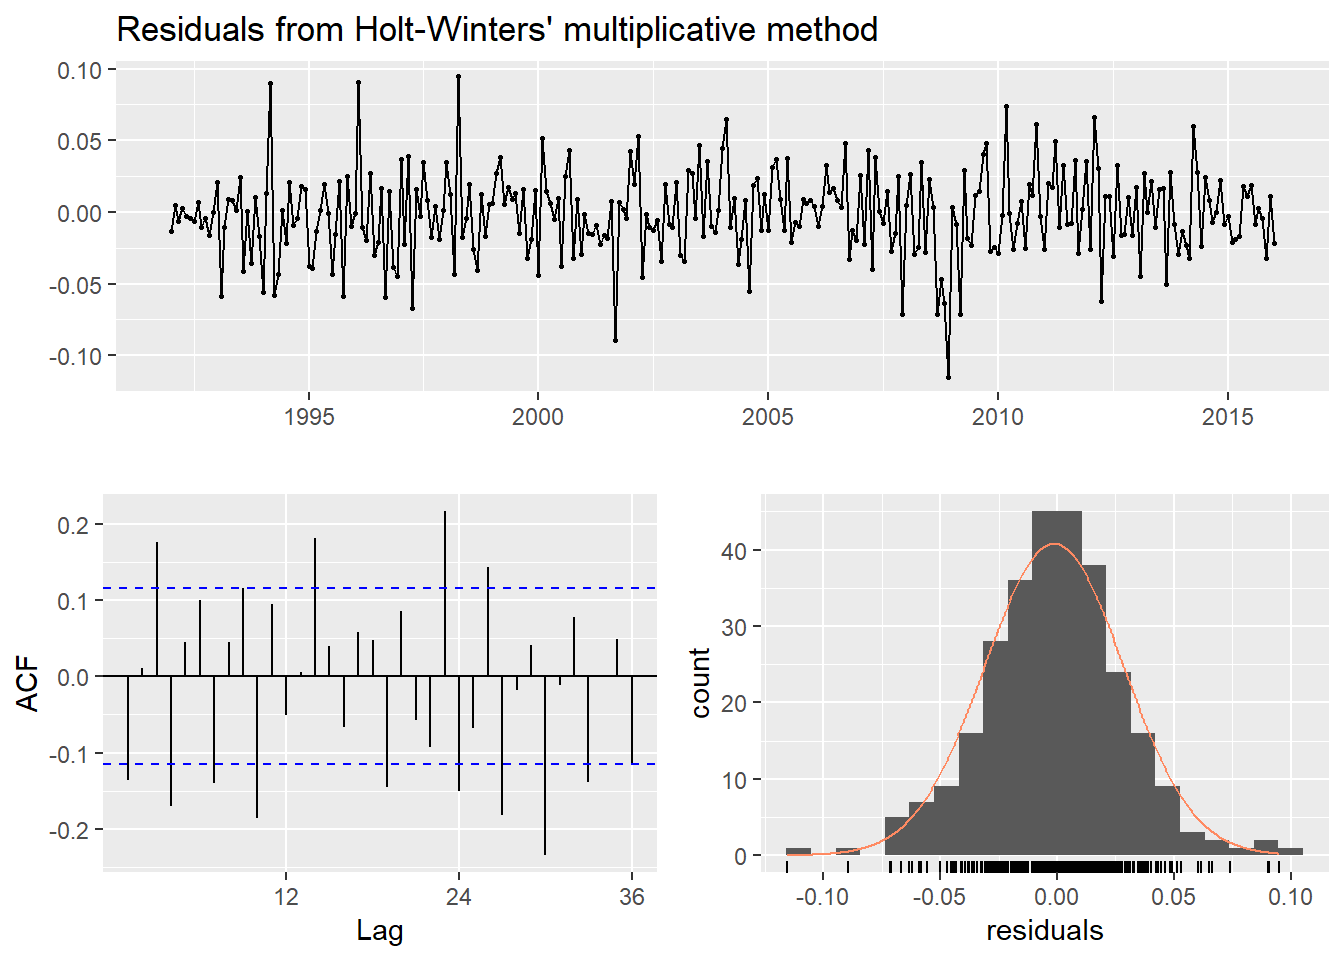 Residuals from Holt-Winters' multiplicative method
0.10
0.05
0.00
-0.05
-0.10
1995 2000 2005 2010 2015
ACF
0.2
0.1
0.0
-0.1
-0.2
12 24 36
Lag
count
40
30
20
10
0
-0.10 -0.05 0.00 0.05 0.10
residuals